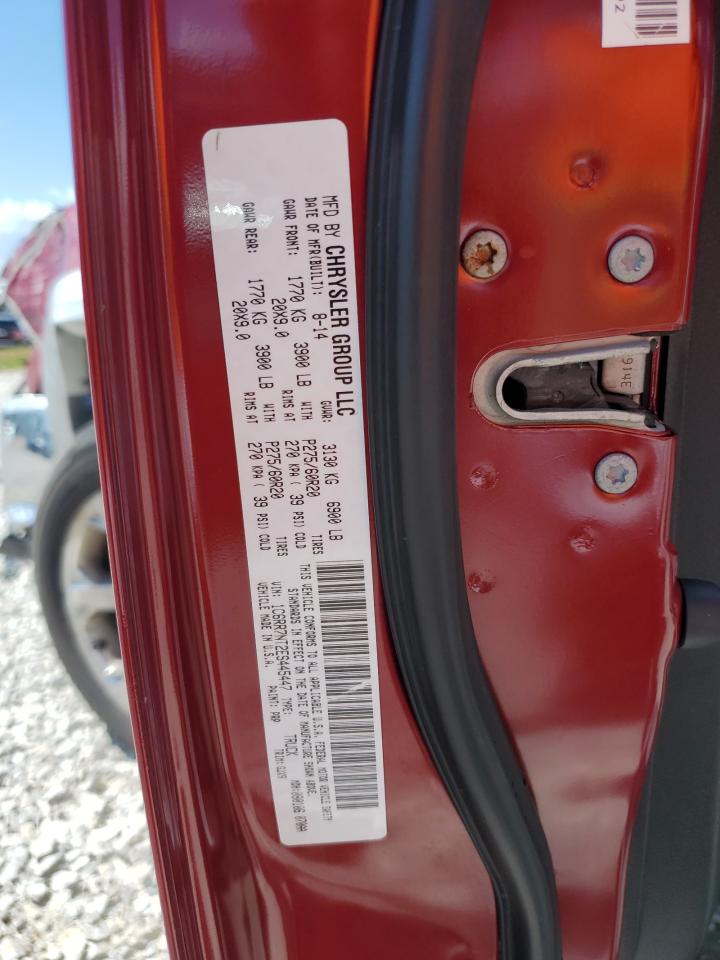 MFD BY CHRYSLER GROUP LLC
DATE OF MFR(BUILT): 8-14 GVWR: 3130 KG 6900 LB
GAWR FRONT: 1770 KG 3900 LB WITH P275/60R20 TIRES
20X9.0 RIMS AT 270 KPA ( 39 PSI) COLD
GAWR REAR: 1770 KG 3900 LB WITH P275/60R20 TIRES
20X9.0 RIMS AT 270 KPA ( 39 PSI) COLD
THIS VEHICLE CONFORMS TO ALL APPLICABLE U.S.A. FEDERAL MOTOR VEHICLE SAFETY
STANDARDS IN EFFECT ON THE DATE OF MANUFACTURE SHOWN ABOVE.
VIN: 1C6RR7NT2ES445447 TYPE: TRUCK
VEHICLE MADE IN U.S.A. PAINT: PRP
914E